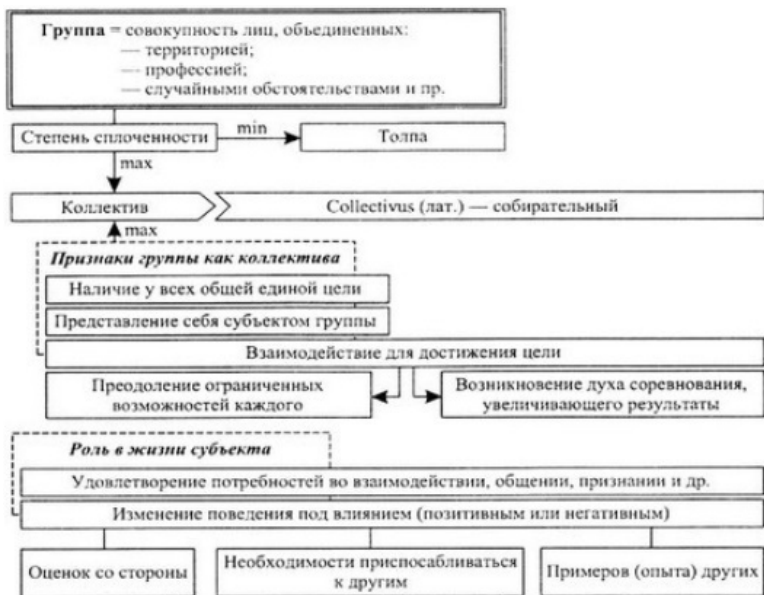 Группа = совокупность лиц, объединенных:
— территорией;
— профессией;
— случайными обстоятельствами и пр.
Степень сплоченности
min
Толпа
max
Коллектив
Collectivus (лат.) — собирательный
max
Признаки группы как коллектива
Наличие у всех общей единой цели
Представление себя субъектом группы
Взаимодействие для достижения цели
Преодоление ограниченных
возможностей каждого
Возникновение духа соревнования,
увеличивающего результаты
Роль в жизни субъекта
Удовлетворение потребностей во взаимодействии, общении, признании и др.
Изменение поведения под влиянием (позитивным или негативным)
Оценок со стороны
Необходимости приспосабливаться
к другим
Примеров (опыта) других